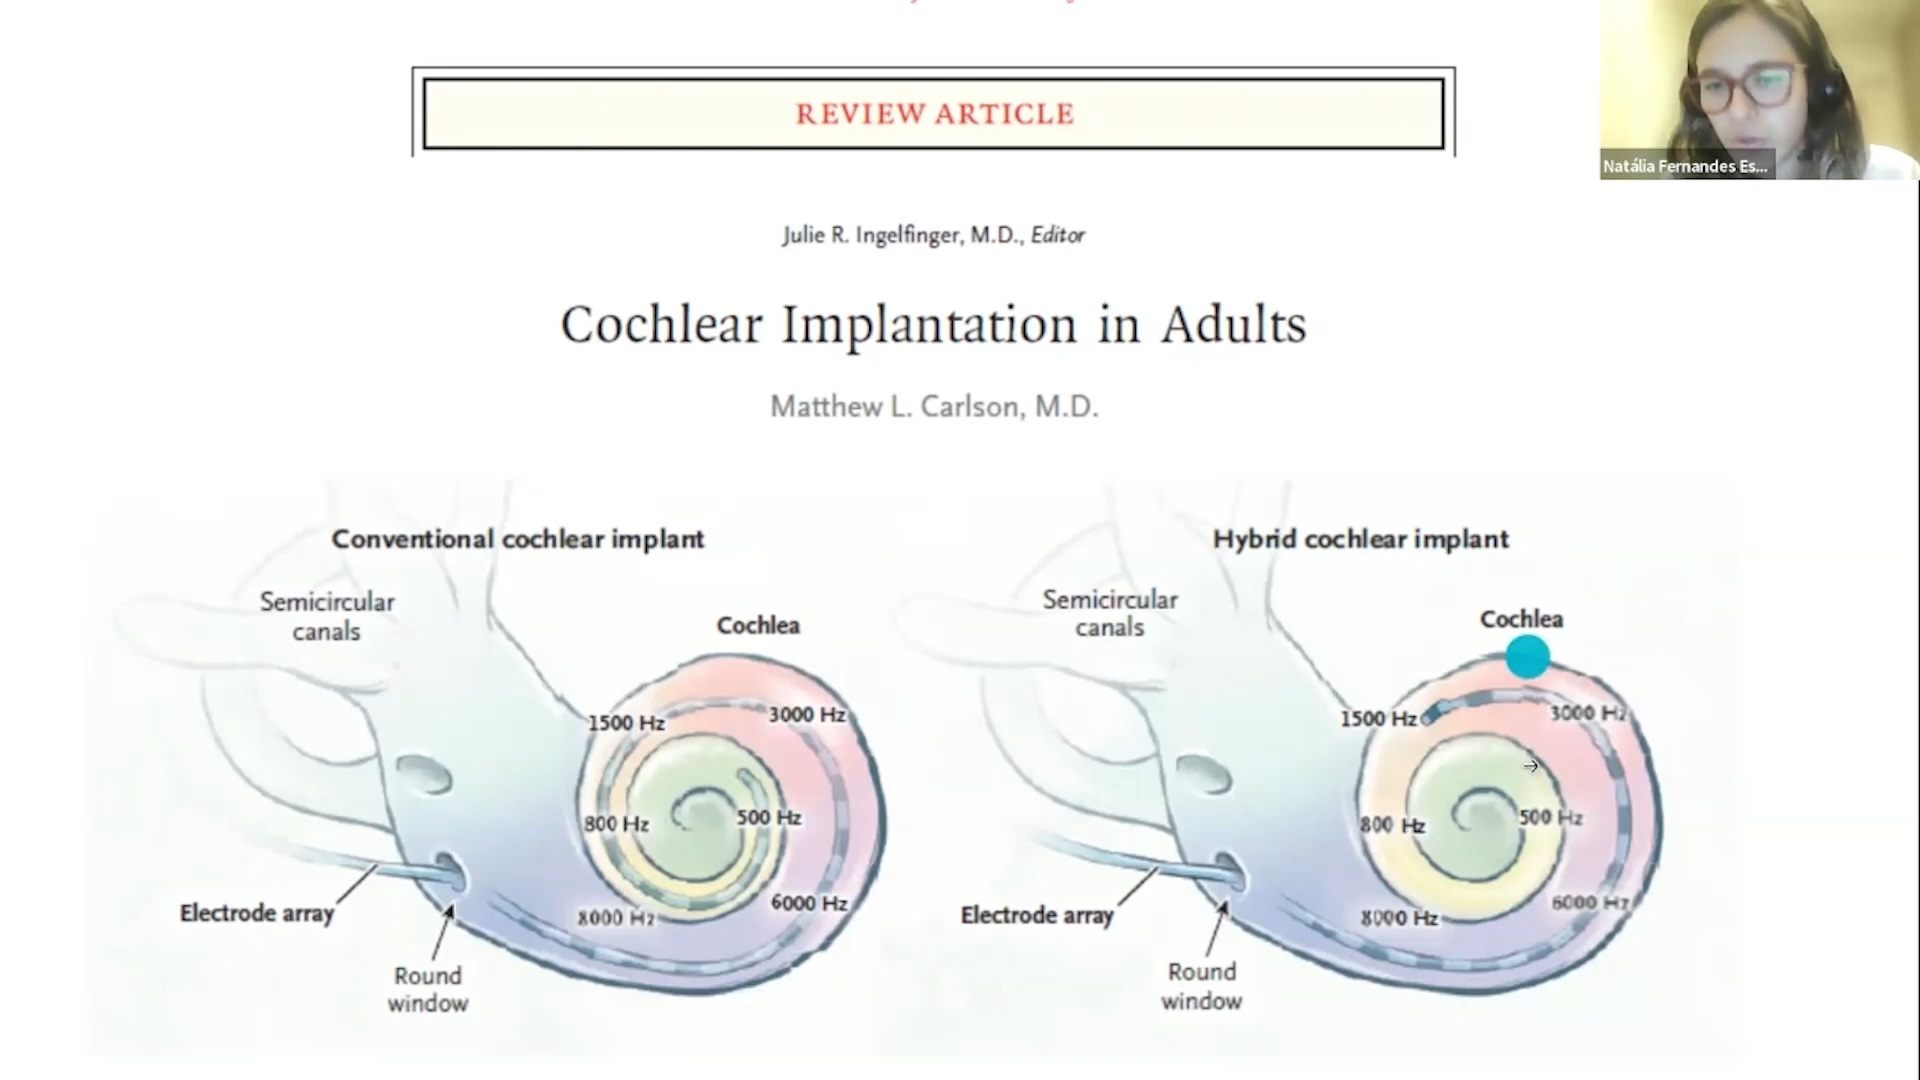 REVIEW ARTICLE
Natália Fernandes Es...
Julie R. Ingelfinger, M.D., Editor
Cochlear Implantation in Adults
Matthew L. Carlson, M.D.
Conventional cochlear implant
Semicircular
canals
Cochlea
1500 Hz
3000 Hz
800 Hz
500 Hz
8000 Hz
6000 Hz
Electrode array
Round
window
Hybrid cochlear implant
Semicircular
canals
Cochlea
1500 Hz
3000 Hz
800 Hz
500 Hz
8000 Hz
6000 Hz
Electrode array
Round
window